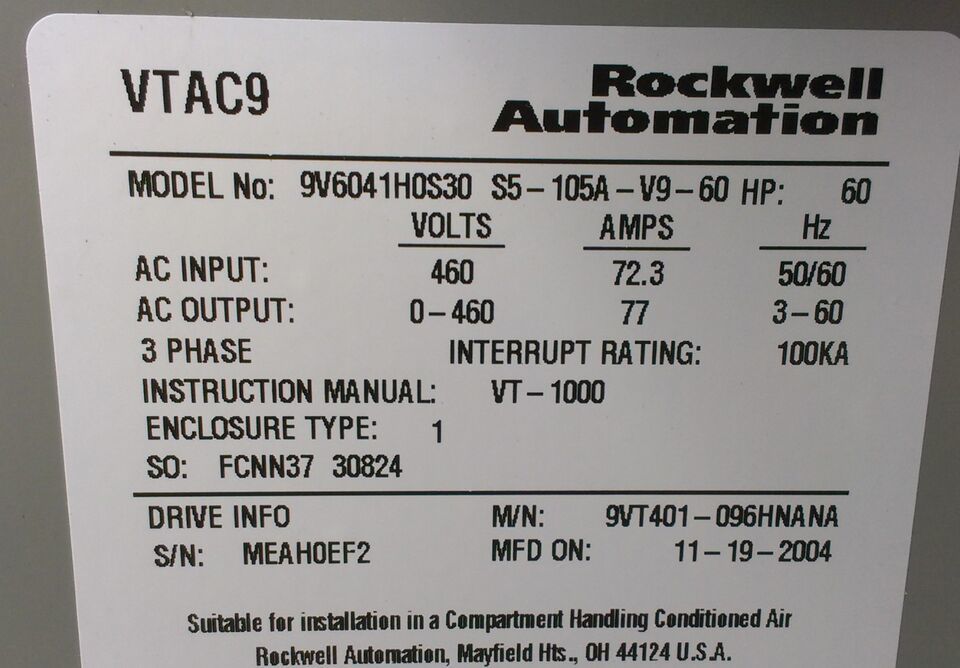 VTAC9
Rockwell
Automation
MODEL No: 9V6041H0S30 S5-105A-V9-60 HP: 60
VOLTS AMPS Hz
AC INPUT: 460 72.3 50/60
AC OUTPUT: 0-460 77 3-60
3 PHASE INTERRUPT RATING: 100KA
INSTRUCTION MANUAL: VT-1000
ENCLOSURE TYPE: 1
SO: FCNN37 30824
DRIVE INFO M/N: 9VT401-096HNANA
S/N: MEAH0EF2 MFD ON: 11-19-2004
Suitable for installation in a Compartment Handling Conditioned Air
Rockwell Automation, Mayfield Hts., OH 44124 U.S.A.